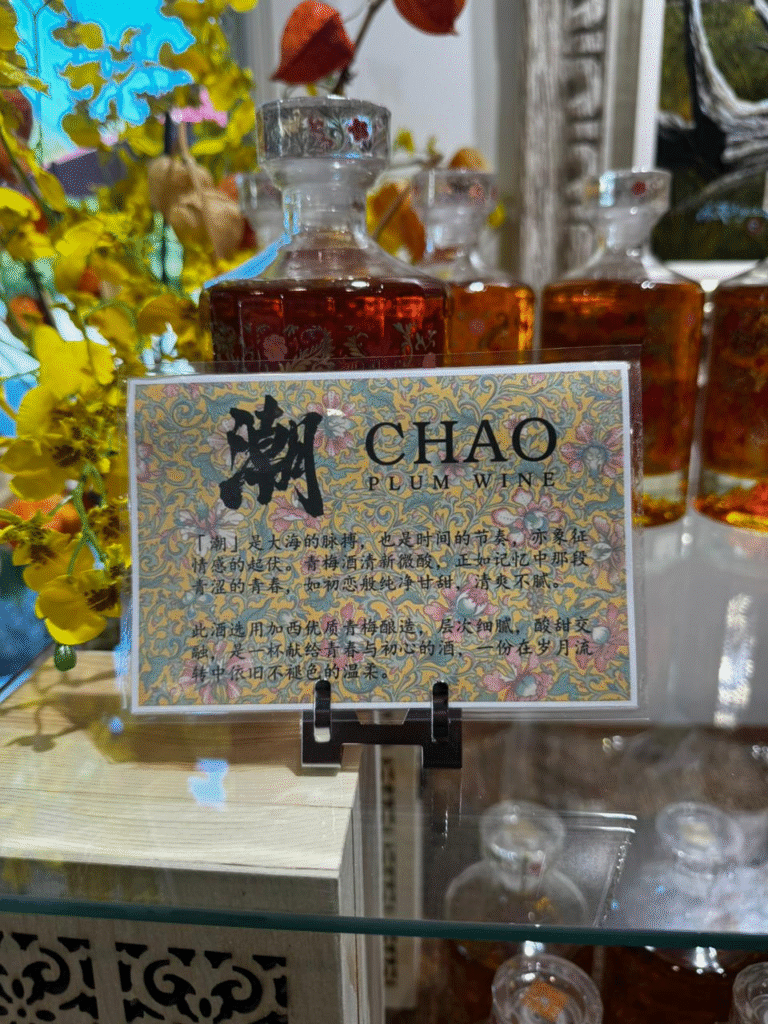 潮
CHAO
PLUM WINE
「潮」是大海的脉搏，也是时间的节奏，亦象征
情感的起伏。青梅酒清新微酸，正如记忆中那段
青涩的青春，如初恋般纯净甘甜，清爽不腻。
此酒选用加西优质青梅酿造，层次细腻，酸甜交
融，是一杯献给青春与初心的酒，一份在岁月流
转中依旧不褪色的温柔。